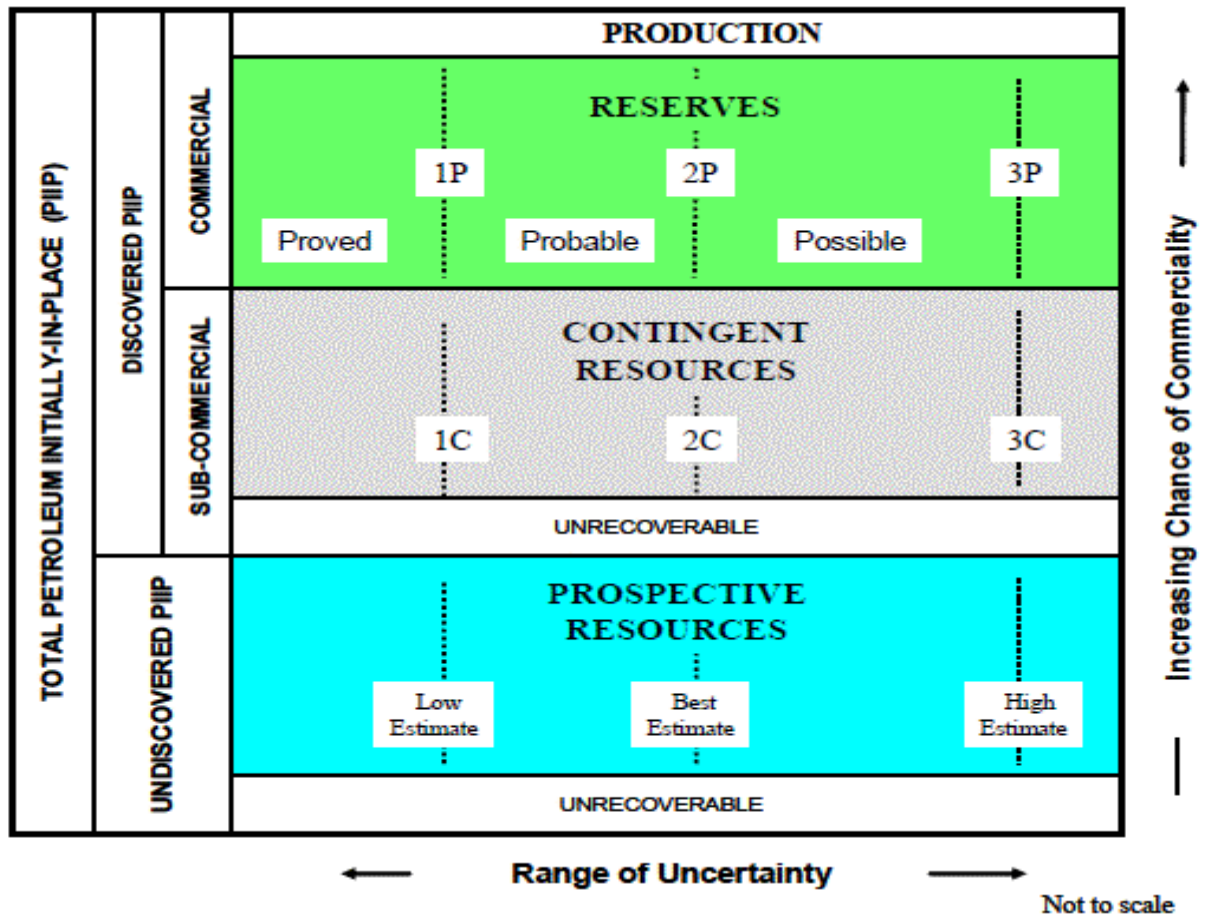 PRODUCTION
TOTAL PETROLEUM INITIALLY-IN-PLACE (PIIP)
DISCOVERED PIIP
COMMERCIAL
RESERVES
1P
2P
3P
Proved
Probable
Possible
SUB-COMMERCIAL
CONTINGENT
RESOURCES
1C
2C
3C
UNRECOVERABLE
UNDISCOVERED PIIP
PROSPECTIVE
RESOURCES
Low
Estimate
Best
Estimate
High
Estimate
UNRECOVERABLE
Increasing Chance of Commerciality
Range of Uncertainty
Not to scale